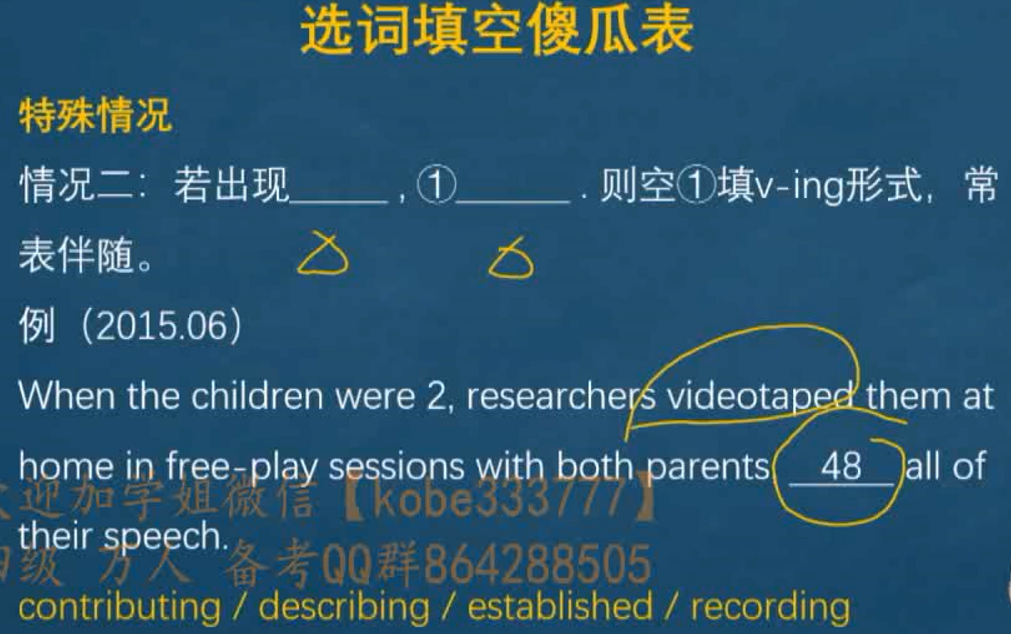 选词填空傻瓜表
特殊情况
情况二：若出现_____ , ①______ . 则空①填v-ing形式，常
表伴随。
例（2015.06）
When the children were 2, researchers videotaped them at
home in free-play sessions with both parents, __48__ all of
迎加学姐微信【kobe333777】
their speech.
级 万人 备考QQ群864288505
contributing / describing / established / recording